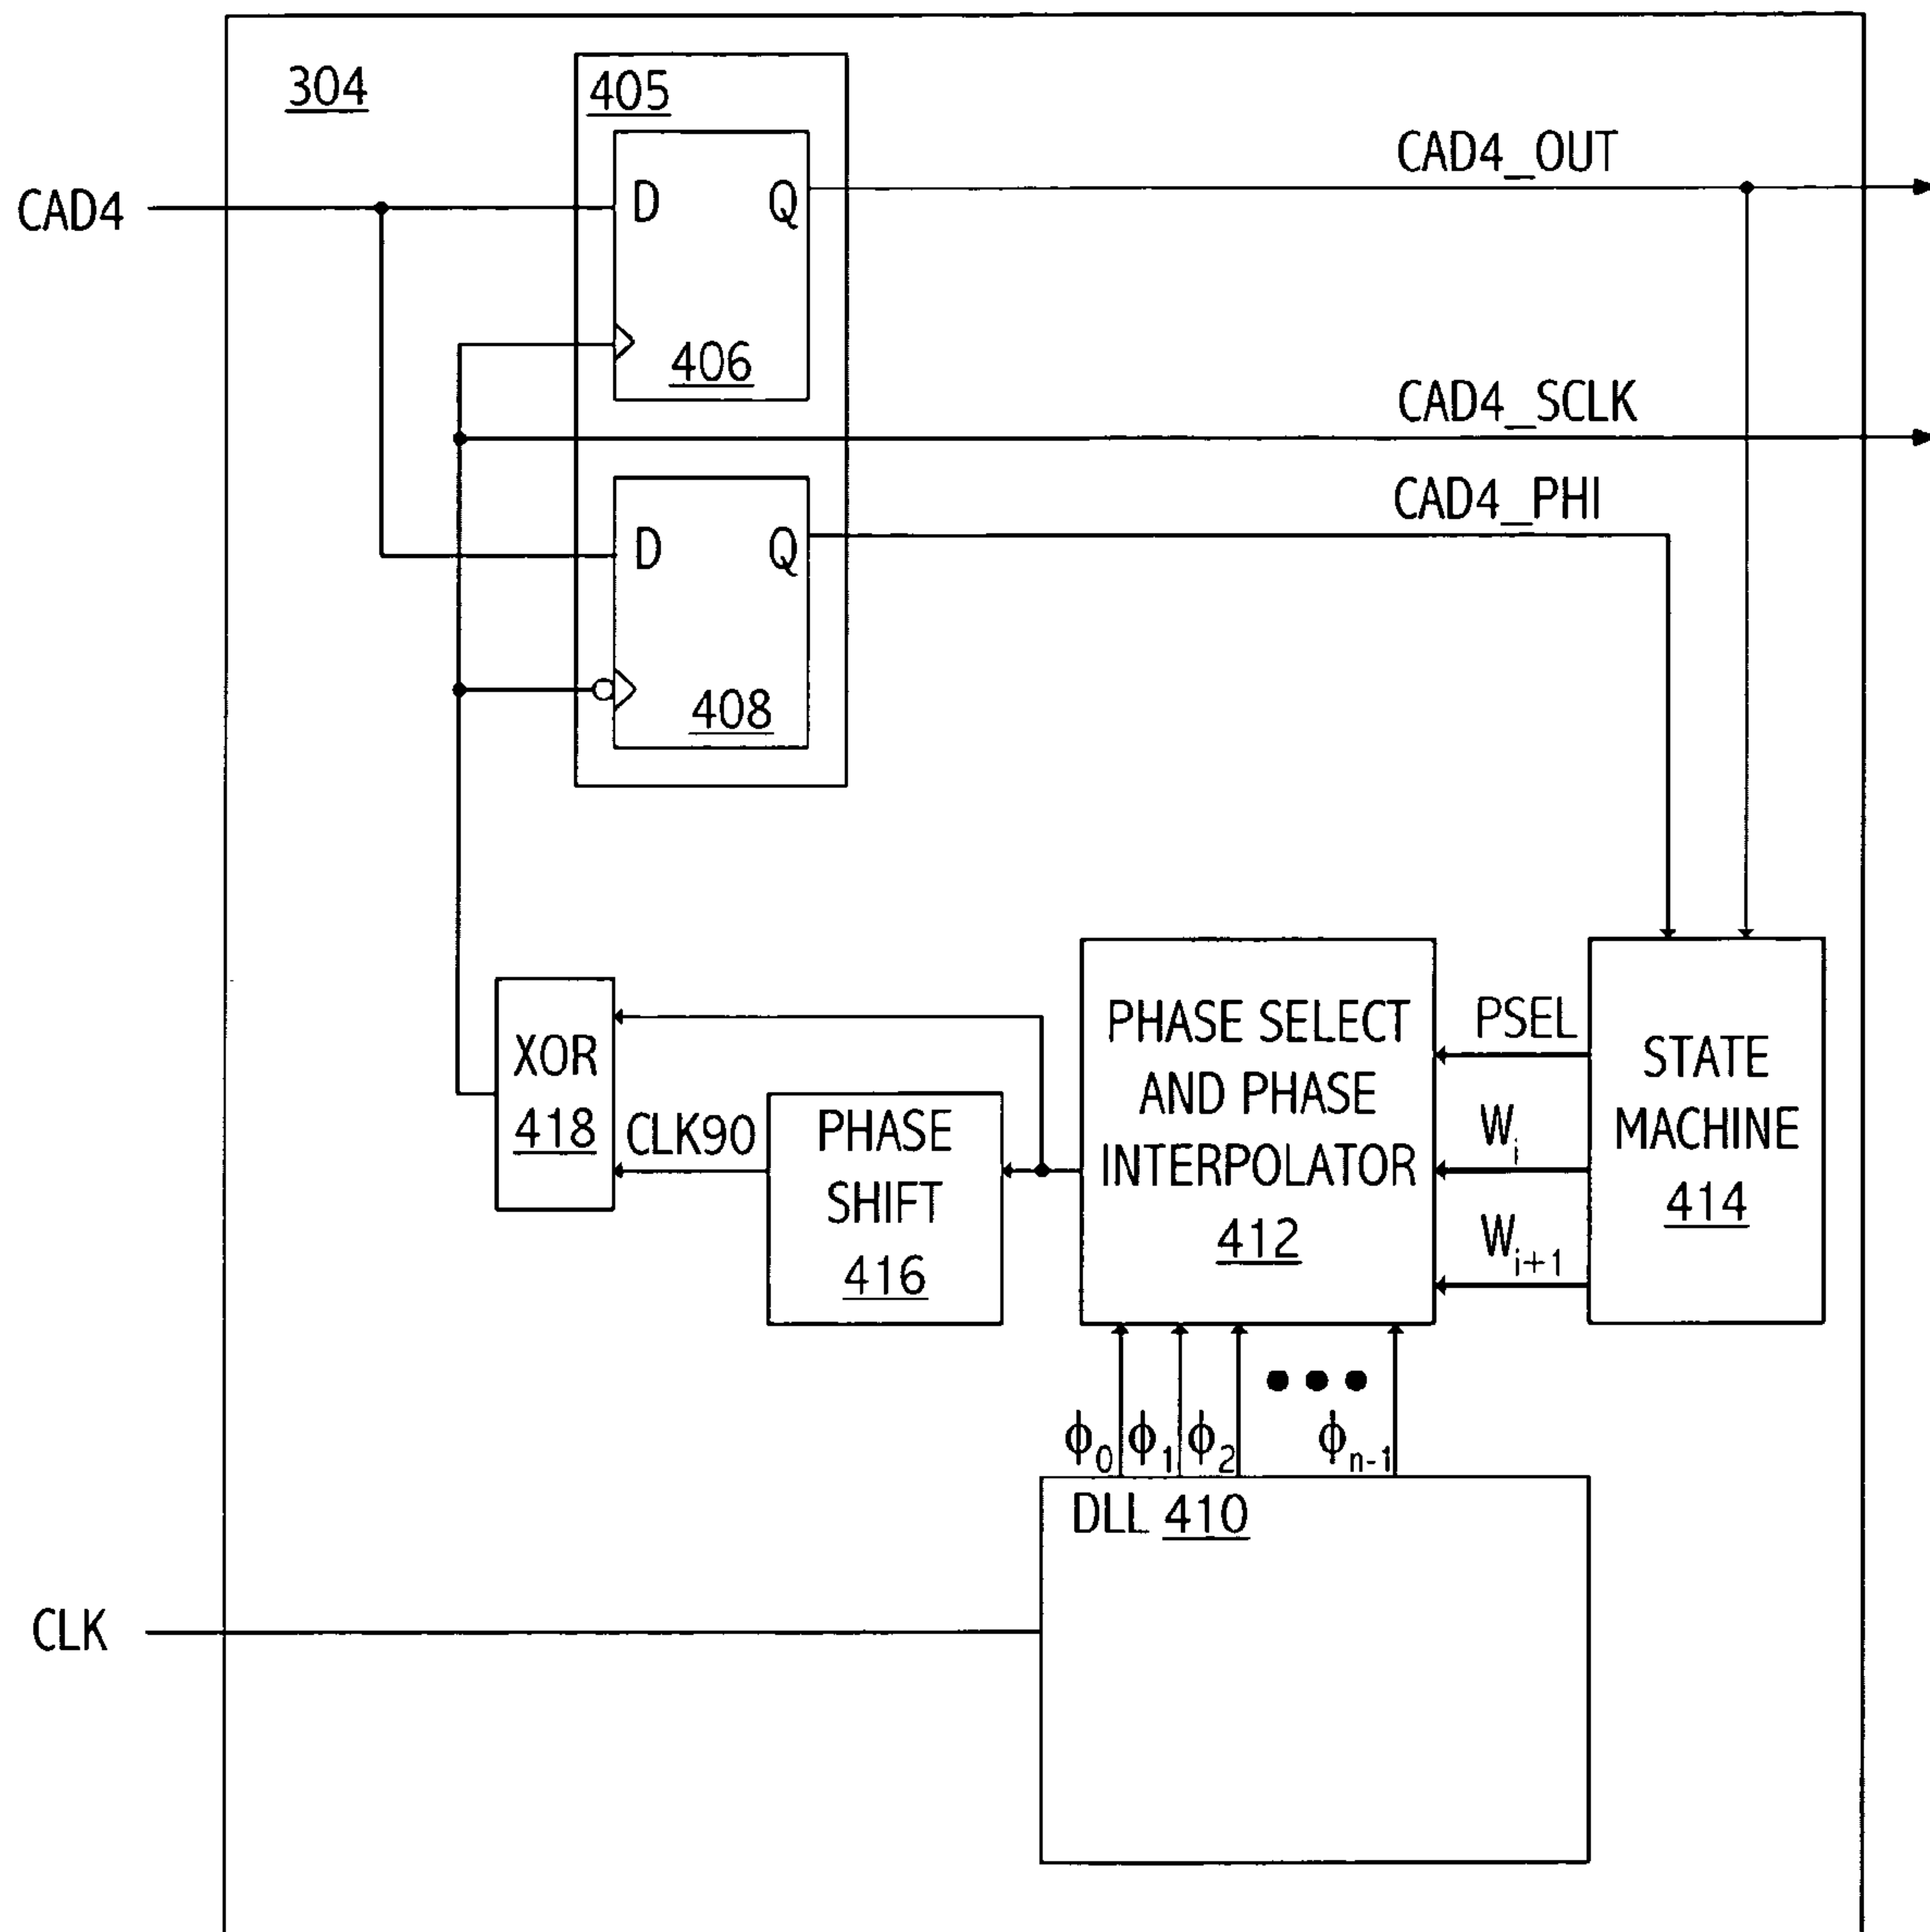 304
405
D Q
406
CAD4
CAD4_OUT
CAD4_SCLK
CAD4_PHI
D Q
408
XOR
418
CLK90
PHASE
SHIFT
416
PHASE SELECT
AND PHASE
INTERPOLATOR
412
PSEL
Wi
Wi+1
STATE
MACHINE
414
ϕ0 ϕ1 ϕ2 ϕn-1
DLL 410
CLK